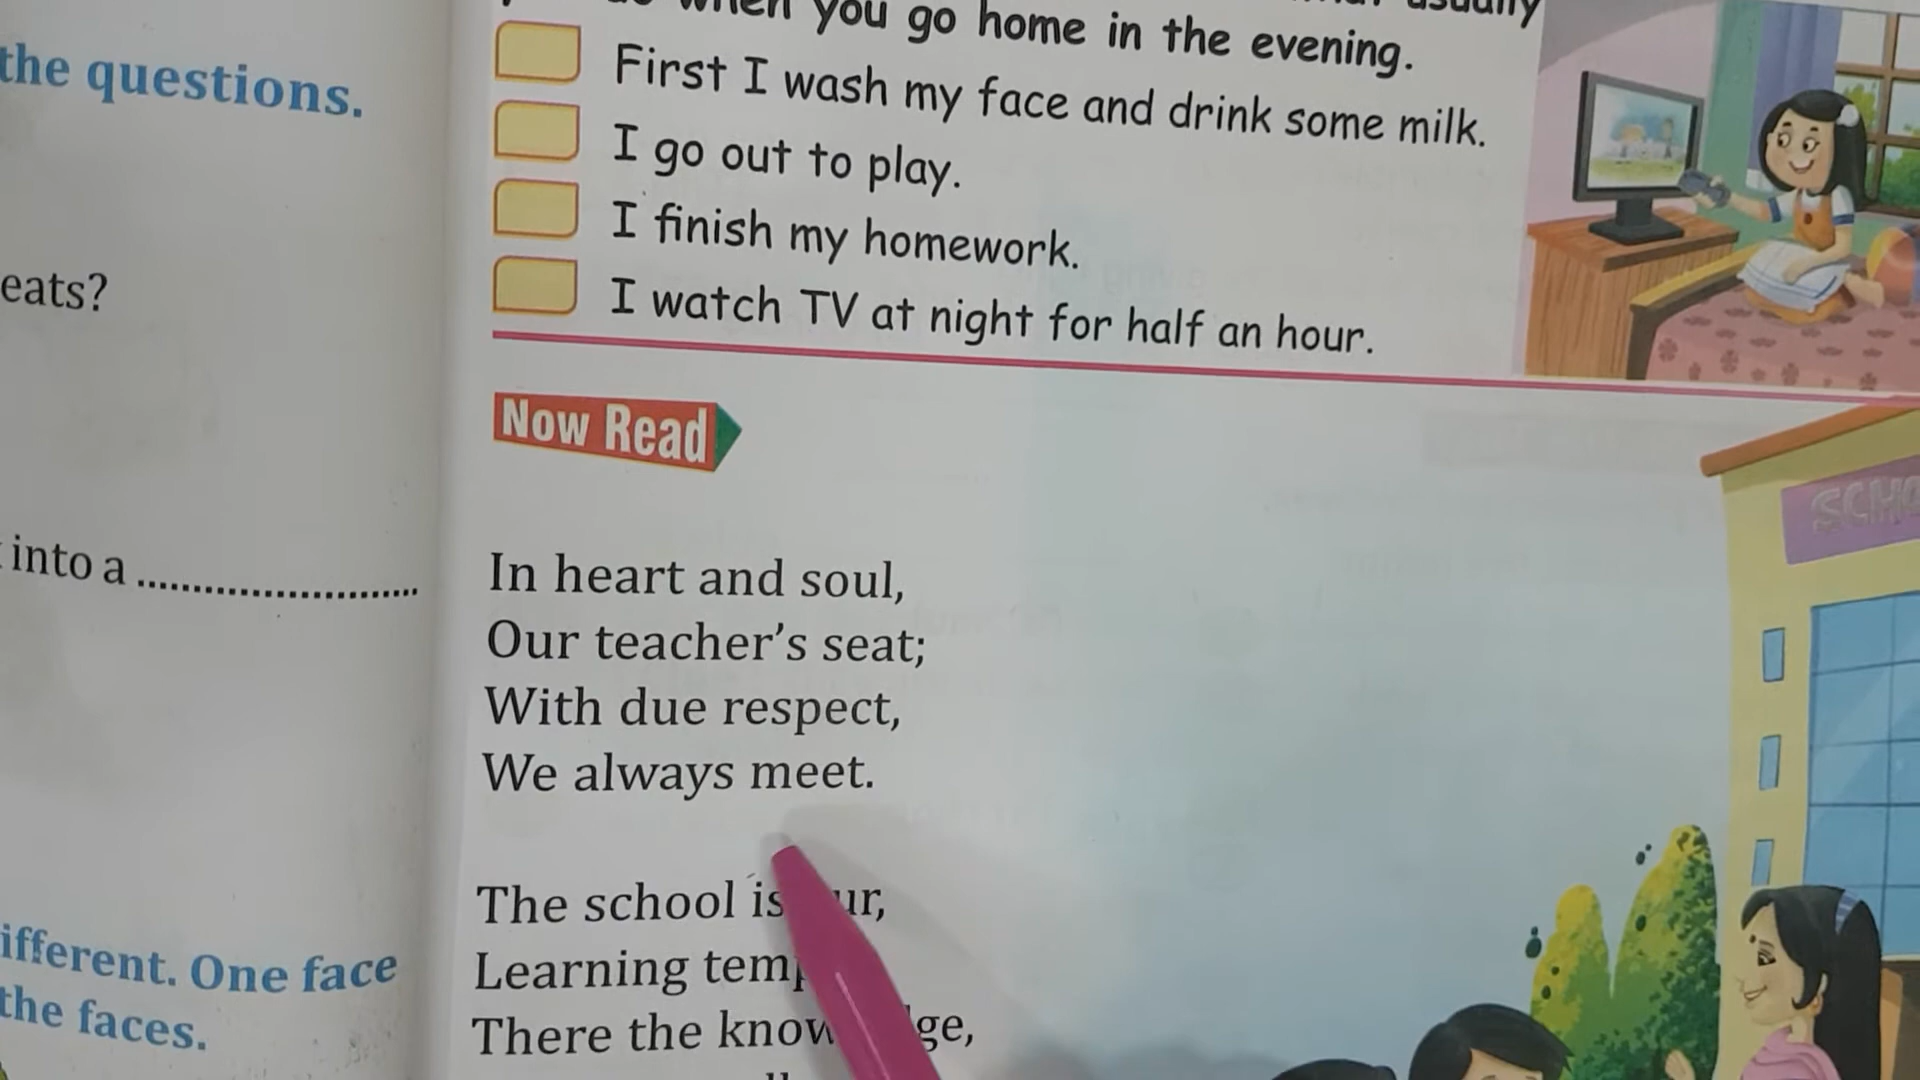 the questions.
eats?
into a
ifferent. One face
the faces.
when you go home in the evening.
usually
First I wash my face and drink some milk.
I go out to play.
I finish my homework.
I watch TV at night for half an hour.
Now Read
In heart and soul,
Our teacher's seat;
With due respect,
We always meet.
The school is
Learning
There the
SCHO